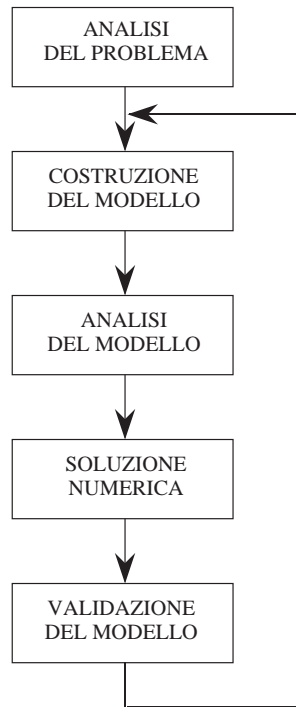 ANALISI
DEL PROBLEMA
COSTRUZIONE
DEL MODELLO
ANALISI
DEL MODELLO
SOLUZIONE
NUMERICA
VALIDAZIONE
DEL MODELLO